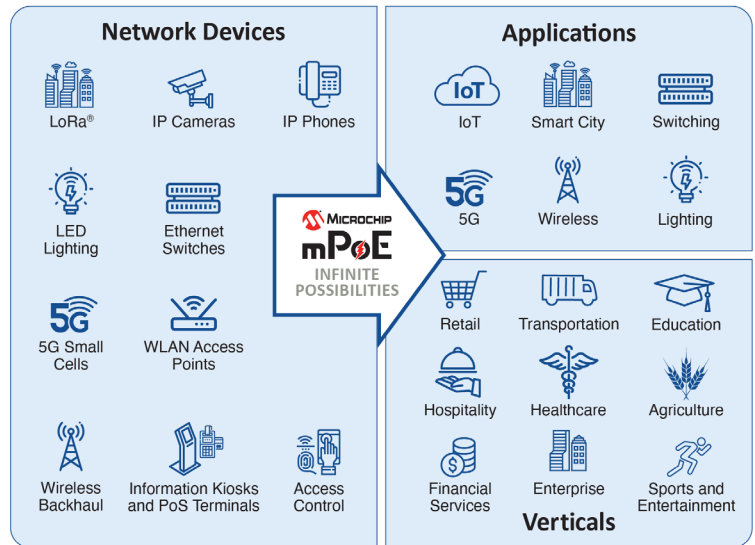 Network Devices
LoRa®
IP Cameras
IP Phones
LED
Lighting
Ethernet
Switches
5G
5G Small
Cells
WLAN Access
Points
Wireless
Backhaul
Information Kiosks
and PoS Terminals
Access
Control
MICROCHIP
mPoE
INFINITE
POSSIBILITIES
Applications
IoT
IoT
Smart City
Switching
5G
5G
Wireless
Lighting
Retail
Transportation
Education
Hospitality
Healthcare
Agriculture
$
Financial
Services
Enterprise
Sports and
Entertainment
Verticals